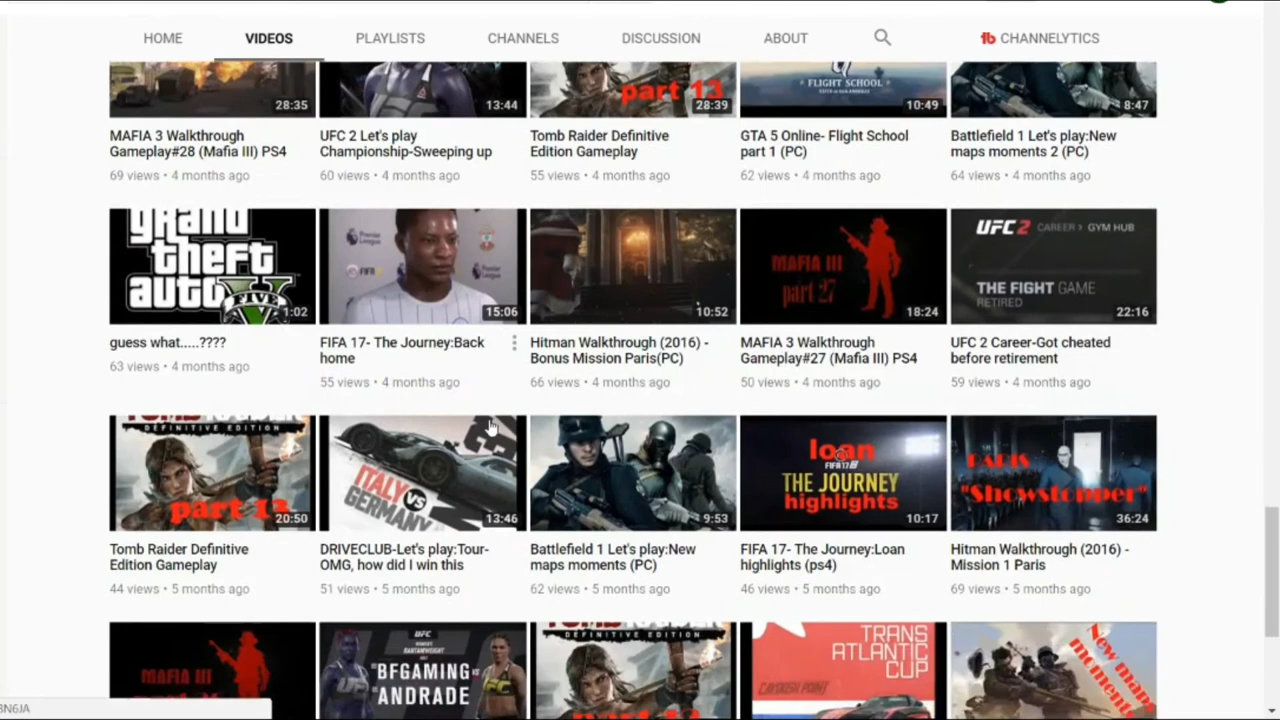 HOME VIDEOS PLAYLISTS CHANNELS DISCUSSION ABOUT CHANNELYTICS
28:35
13:44
part 13
28:39
FLIGHT SCHOOL
10:49
8:47
MAFIA 3 Walkthrough
Gameplay#28 (Mafia III) PS4
69 views • 4 months ago
UFC 2 Let's play
Championship-Sweeping up
60 views • 4 months ago
Tomb Raider Definitive
Edition Gameplay
55 views • 4 months ago
GTA 5 Online- Flight School
part 1 (PC)
62 views • 4 months ago
Battlefield 1 Let's play:New
maps moments 2 (PC)
64 views • 4 months ago
grand
theft
auto
FIVE
1:02
Premier
League
15:06
10:52
MAFIA III
part 27
18:24
UFC 2 CAREER > GYM HUB
THE FIGHT GAME
RETIRED
22:16
guess what.....????
63 views • 4 months ago
FIFA 17- The Journey:Back
home
55 views • 4 months ago
Hitman Walkthrough (2016) -
Bonus Mission Paris(PC)
66 views • 4 months ago
MAFIA 3 Walkthrough
Gameplay#27 (Mafia III) PS4
50 views • 4 months ago
UFC 2 Career-Got cheated
before retirement
59 views • 4 months ago
DEFINITIVE EDITION
20:50
ITALY
VS
GERMANY
13:46
9:53
loan
FIFA 17
THE JOURNEY
highlights
10:17
PARIS
"Showstopper"
36:24
Tomb Raider Definitive
Edition Gameplay
44 views • 5 months ago
DRIVECLUB-Let's play:Tour-
OMG, how did I win this
51 views • 5 months ago
Battlefield 1 Let's play:New
maps moments (PC)
62 views • 5 months ago
FIFA 17- The Journey:Loan
highlights (ps4)
46 views • 5 months ago
Hitman Walkthrough (2016) -
Mission 1 Paris
69 views • 5 months ago
MAFIA III
UFC
BANTAMWEIGHT
BFGAMING
VS
ANDRADE
DEFINITIVE EDITION
TRANS
ATLANTIC
CUP
New maps
3N6JA